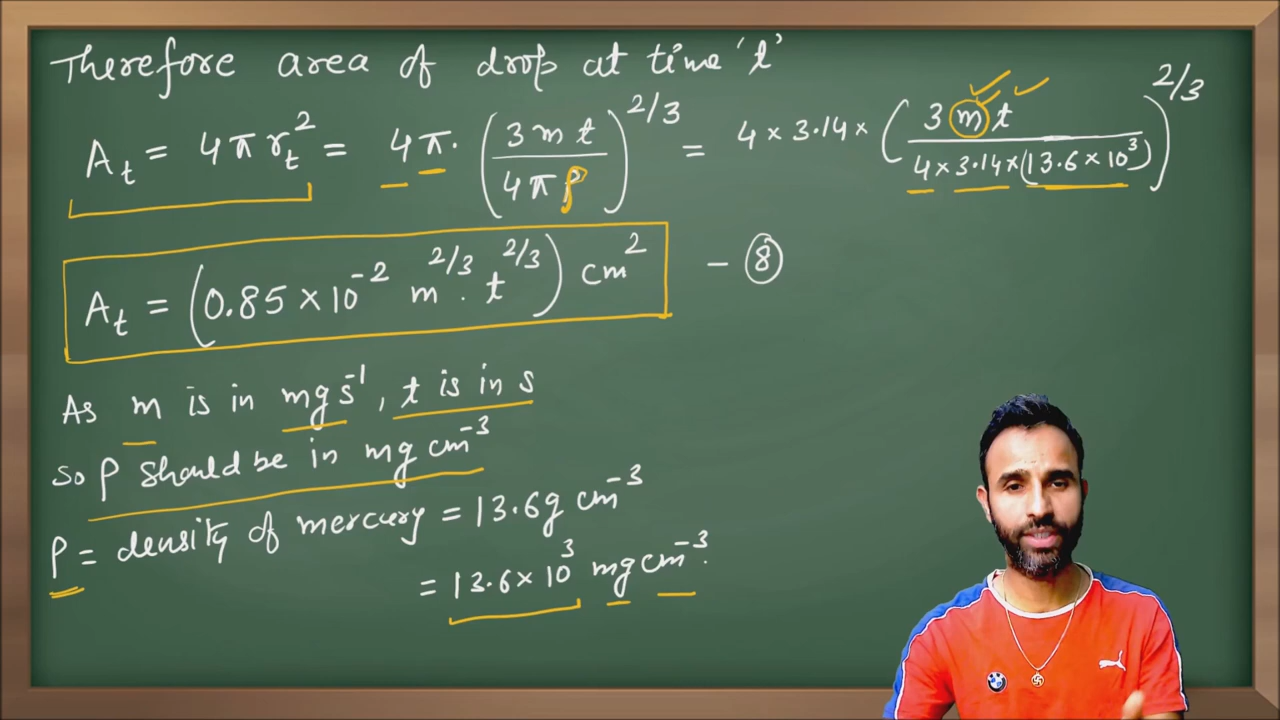 Therefore area of drop at time 't'
Aₜ = 4πrₜ² = 4π. (3mt / 4πρ)^2/3 = 4 × 3.14 × (3mt / 4 × 3.14 × (13.6 × 10³))^2/3
Aₜ = (0.85 × 10⁻² m^2/3 . t^2/3) cm² - ⑧
As m is in mg s⁻¹, t is in s
so ρ should be in mg cm⁻³
ρ = density of mercury = 13.6g cm⁻³
= 13.6 × 10³ mg cm⁻³.